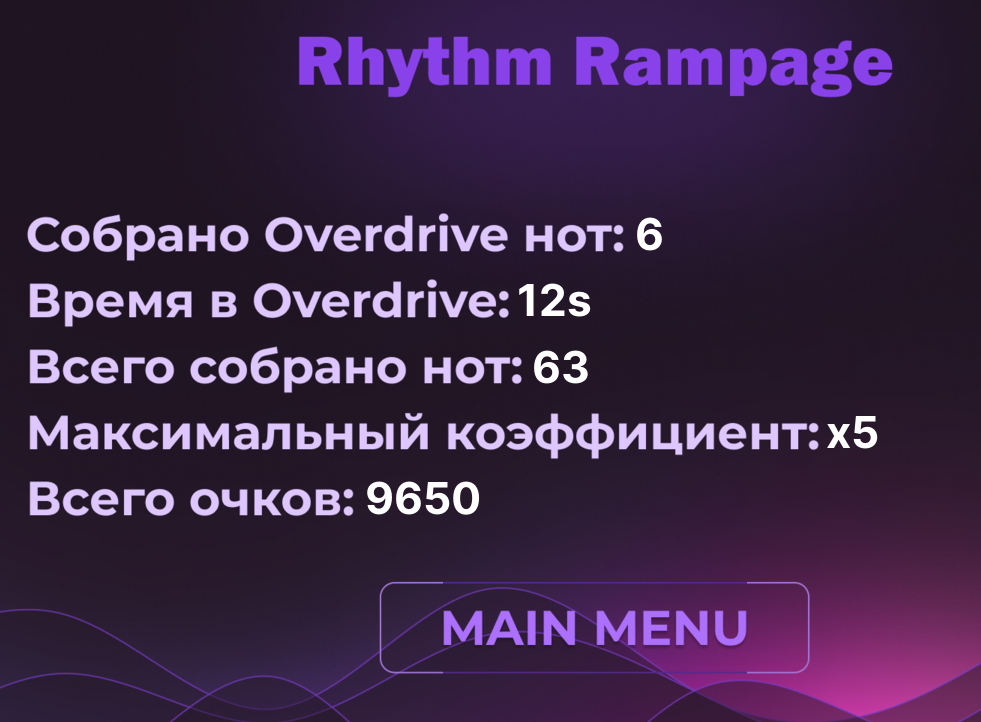 Rhythm Rampage
Собрано Overdrive нот: 6
Время в Overdrive: 12s
Всего собрано нот: 63
Максимальный коэффициент: x5
Всего очков: 9650
MAIN MENU